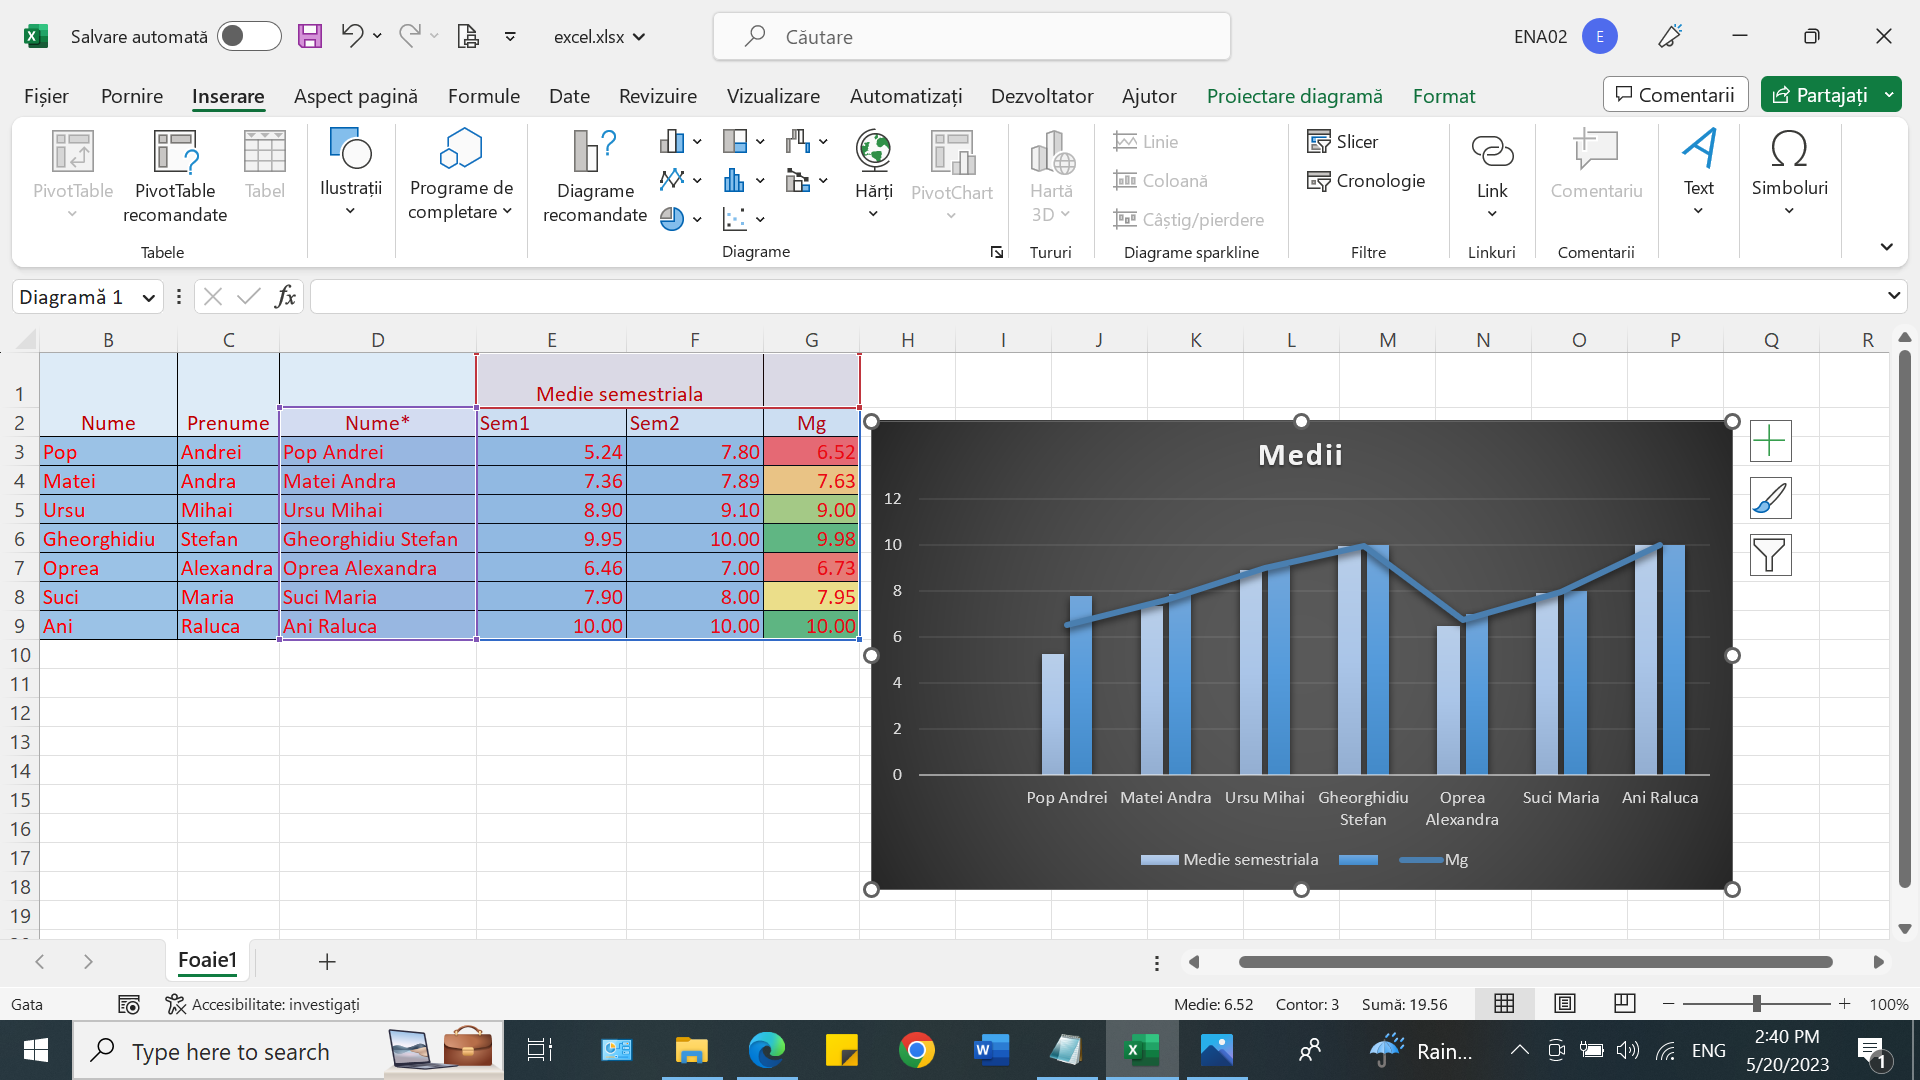 Salvare automată
excel.xlsx
Căutare
ENA02
E
Fișier Pornire Inserare Aspect pagină Formule Date Revizuire Vizualizare Automatizați Dezvoltator Ajutor Proiectare diagramă Format
Comentarii
Partajați
PivotTable
PivotTable
recomandate
Tabel
Tabele
Ilustrații
Programe de
completare
Diagrame
recomandate
Hărți
PivotChart
Diagrame
Hartă
3D
Tururi
Linie
Coloană
Câștig/pierdere
Diagrame sparkline
Slicer
Cronologie
Filtre
Link
Linkuri
Comentariu
Comentarii
Text
Simboluri
Diagramă 1
fx
B C D E F G H I J K L M N O P Q R
1 Medie semestriala
2 Nume Prenume Nume* Sem1 Sem2 Mg
3 Pop Andrei Pop Andrei 5.24 7.80 6.52
4 Matei Andra Matei Andra 7.36 7.89 7.63
5 Ursu Mihai Ursu Mihai 8.90 9.10 9.00
6 Gheorghidiu Stefan Gheorghidiu Stefan 9.95 10.00 9.98
7 Oprea Alexandra Oprea Alexandra 6.46 7.00 6.73
8 Suci Maria Suci Maria 7.90 8.00 7.95
9 Ani Raluca Ani Raluca 10.00 10.00 10.00
10
11
12
13
14
15
16
17
18
19
Medii
12
10
8
6
4
2
0
Pop Andrei Matei Andra Ursu Mihai Gheorghidiu Stefan Oprea Alexandra Suci Maria Ani Raluca
Medie semestriala Mg
Foaie1
Gata
Accesibilitate: investigați
Medie: 6.52 Contor: 3 Sumă: 19.56
100%
Type here to search
Rain...
ENG
2:40 PM
5/20/2023
1